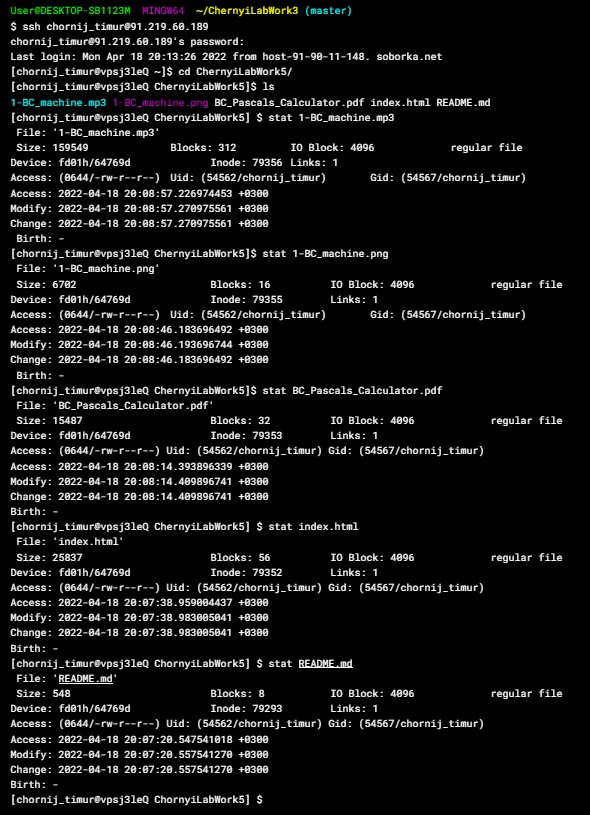 User@DESKTOP-SB1123M MINGW64 ~/ChernyiLabWork3 (master)
$ ssh chornij_timur@91.219.60.189
chornij_timur@91.219.60.189's password:
Last login: Mon Apr 18 20:13:26 2022 from host-91-90-11-148. soborka.net
[chornij_timur@vpsj3leQ ~]$ cd ChernyiLabWork5/
[chornij_timur@vpsj3leQ ChernyiLabWork5]$ ls
1-BC_machine.mp3 1-BC_machine.png BC_Pascals_Calculator.pdf index.html README.md
[chornij_timur@vpsj3leQ ChernyiLabWork5] $ stat 1-BC_machine.mp3
File: '1-BC_machine.mp3'
Size: 159549 Blocks: 312 IO Block: 4096 regular file
Device: fd01h/64769d Inode: 79356 Links: 1
Access: (0644/-rw-r--r--) Uid: (54562/chornij_timur) Gid: (54567/chornij_timur)
Access: 2022-04-18 20:08:57.226974453 +0300
Modify: 2022-04-18 20:08:57.270975561 +0300
Change: 2022-04-18 20:08:57.270975561 +0300
Birth: -
[chornij_timur@vpsj3leQ ChernyiLabWork5]$ stat 1-BC_machine.png
File: '1-BC_machine.png'
Size: 6702 Blocks: 16 IO Block: 4096 regular file
Device: fd01h/64769d Inode: 79355 Links: 1
Access: (0644/-rw-r--r--) Uid: (54562/chornij_timur) Gid: (54567/chornij_timur)
Access: 2022-04-18 20:08:46.183696492 +0300
Modify: 2022-04-18 20:08:46.193696744 +0300
Change: 2022-04-18 20:08:46.183696492 +0300
Birth: -
[chornij_timur@vpsj3leQ ChernyiLabWork5]$ stat BC_Pascals_Calculator.pdf
File: 'BC_Pascals_Calculator.pdf'
Size: 15487 Blocks: 32 IO Block: 4096 regular file
Device: fd01h/64769d Inode: 79353 Links: 1
Access: (0644/-rw-r--r--) Uid: (54562/chornij_timur) Gid: (54567/chornij_timur)
Access: 2022-04-18 20:08:14.393896339 +0300
Modify: 2022-04-18 20:08:14.409896741 +0300
Change: 2022-04-18 20:08:14.409896741 +0300
Birth: -
[chornij_timur@vpsj3leQ ChernyiLabWork5] $ stat index.html
File: 'index.html'
Size: 25837 Blocks: 56 IO Block: 4096 regular file
Device: fd01h/64769d Inode: 79352 Links: 1
Access: (0644/-rw-r--r--) Uid: (54562/chornij_timur) Gid: (54567/chornij_timur)
Access: 2022-04-18 20:07:38.959004437 +0300
Modify: 2022-04-18 20:07:38.983005041 +0300
Change: 2022-04-18 20:07:38.983005041 +0300
Birth: -
[chornij_timur@vpsj3leQ ChornyiLabWork5] $ stat README.md
File: 'README.md'
Size: 548 Blocks: 8 IO Block: 4096 regular file
Device: fd01h/64769d Inode: 79293 Links: 1
Access: (0644/-rw-r--r--) Uid: (54562/chornij_timur) Gid: (54567/chornij_timur)
Access: 2022-04-18 20:07:20.547541018 +0300
Modify: 2022-04-18 20:07:20.557541270 +0300
Change: 2022-04-18 20:07:20.557541270 +0300
Birth: -
[chornij_timur@vpsj3leQ ChornyiLabWork5] $